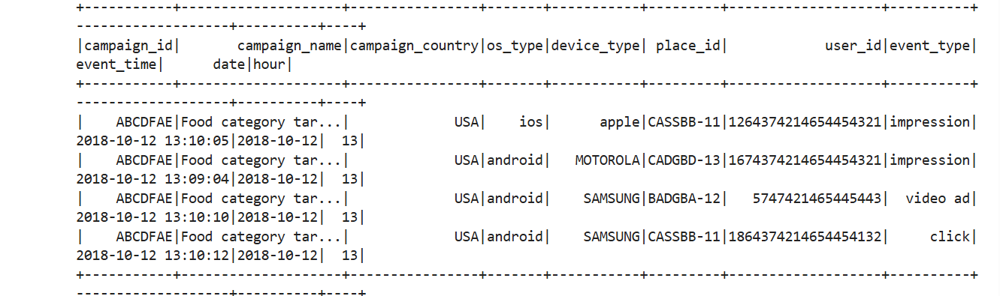 +-----------+--------------------+----------------+-------+-----------+---------+-------------------+----------+
-------------------+----------+----+
|campaign_id|       campaign_name|campaign_country|os_type|device_type| place_id|            user_id|event_type|
event_time|      date|hour|
+-----------+--------------------+----------------+-------+-----------+---------+-------------------+----------+
-------------------+----------+----+
|    ABCDFAE|Food category tar...|             USA|    ios|      apple|CASSBB-11|1264374214654454321|impression|
2018-10-12 13:10:05|2018-10-12|  13|
|    ABCDFAE|Food category tar...|             USA|android|   MOTOROLA|CADGBD-13|1674374214654454321|impression|
2018-10-12 13:09:04|2018-10-12|  13|
|    ABCDFAE|Food category tar...|             USA|android|    SAMSUNG|BADGBA-12|   5747421465445443|  video ad|
2018-10-12 13:10:10|2018-10-12|  13|
|    ABCDFAE|Food category tar...|             USA|android|    SAMSUNG|CASSBB-11|1864374214654454132|     click|
2018-10-12 13:10:12|2018-10-12|  13|
+-----------+--------------------+----------------+-------+-----------+---------+-------------------+----------+
-------------------+----------+----+